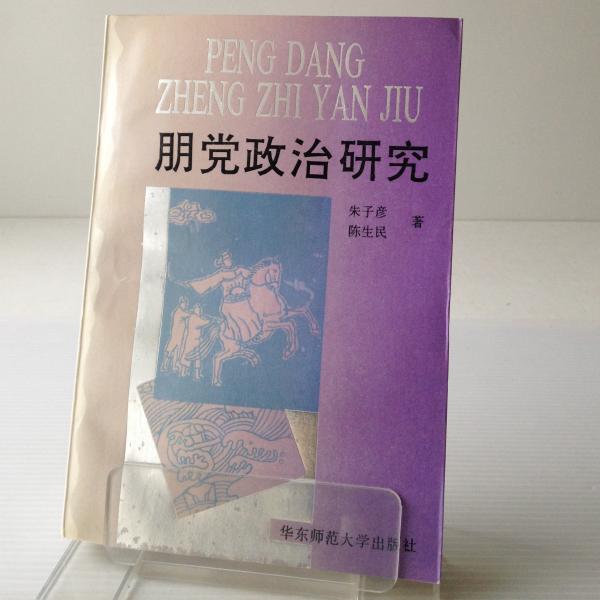 PENG DANG
ZHENG ZHI YAN JIU
朋党政治研究
朱子彦
陈生民
著
华东师范大学出版社